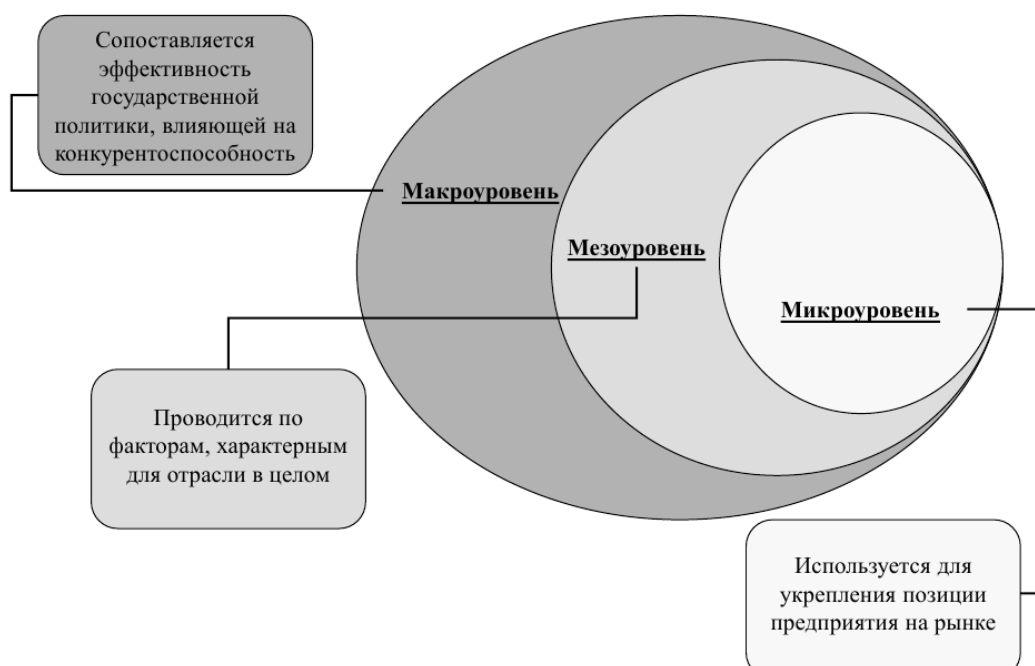 Сопоставляется
эффективность
государственной
политики, влияющей на
конкурентоспособность
Макроуровень
Мезоуровень
Микроуровень
Проводится по
факторам, характерным
для отрасли в целом
Используется для
укрепления позиции
предприятия на рынке